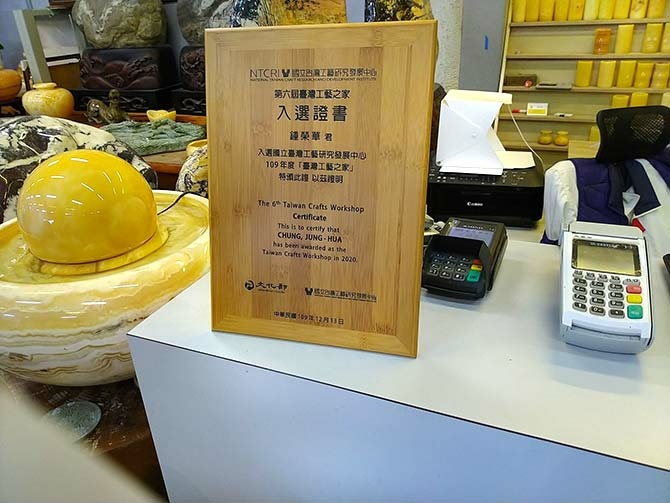 NTCRI 國立台灣工藝研究發展中心
NATIONAL TAIWAN CRAFT RESEARCH AND DEVELOPMENT INSTITUTE
第六屆臺灣工藝之家
入選證書
鍾榮華 君
入選國立臺灣工藝研究發展中心
109年度「臺灣工藝之家」
特頒此證 以茲證明
The 6th Taiwan Crafts Workshop
Certificate
This is to certify that
CHUNG, JUNG-HUA
has been awarded as the
Taiwan Crafts Workshop in 2020.
文化部
國立台灣工藝研究發展中心
中華民國109年12月13日
Canon